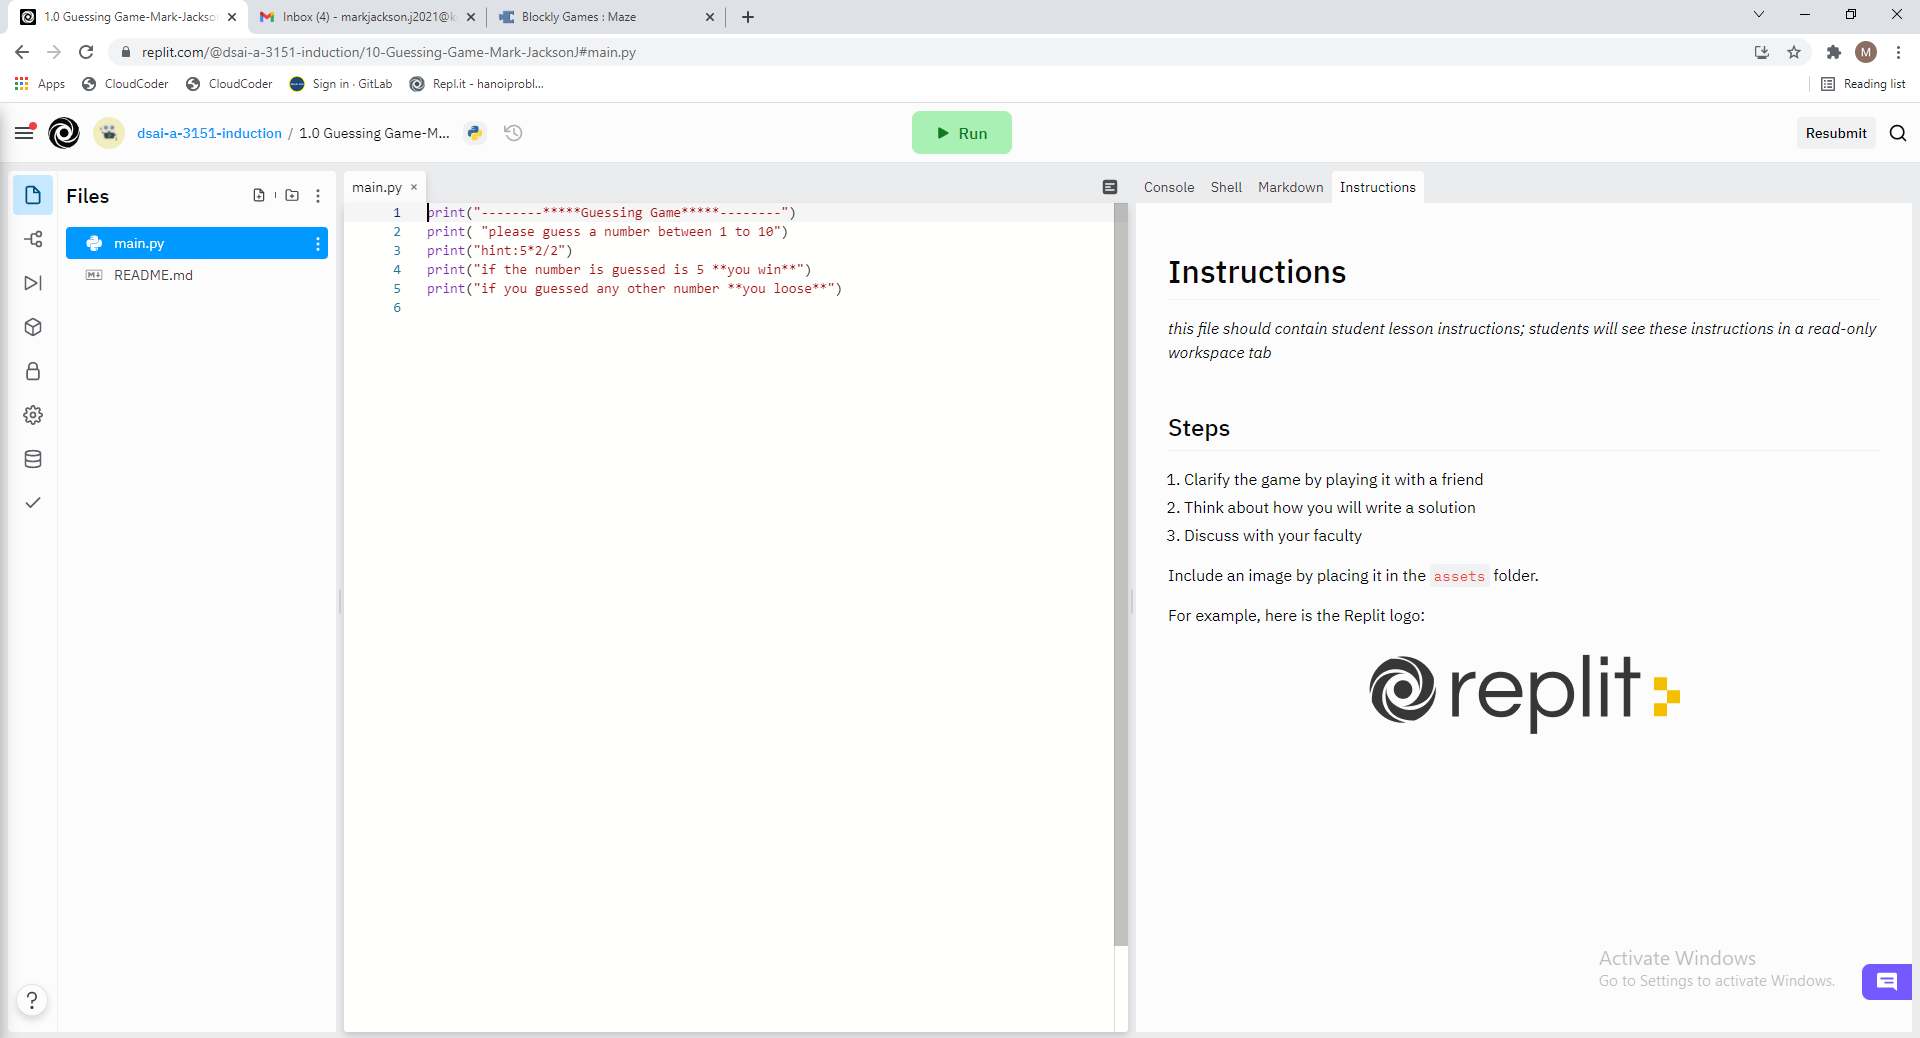 1.0 Guessing Game-Mark-Jackso
Inbox (4) - markjackson.j2021@k
Blockly Games : Maze
replit.com/@dsai-a-3151-induction/10-Guessing-Game-Mark-JacksonJ#main.py
M
Apps
CloudCoder
CloudCoder
Sign in · GitLab
Repl.it - hanoiprobl...
Reading list
dsai-a-3151-induction / 1.0 Guessing Game-M...
Run
Resubmit
Files
main.py
README.md
main.py
1 print("--------*****Guessing Game*****--------")
2 print( "please guess a number between 1 to 10")
3 print("hint:5*2/2")
4 print("if the number is guessed is 5 **you win**")
5 print("if you guessed any other number **you loose**")
6
Console Shell Markdown Instructions
Instructions
this file should contain student lesson instructions; students will see these instructions in a read-only
workspace tab
Steps
1. Clarify the game by playing it with a friend
2. Think about how you will write a solution
3. Discuss with your faculty
Include an image by placing it in the assets folder.
For example, here is the Replit logo:
replit
Activate Windows
Go to Settings to activate Windows.
?